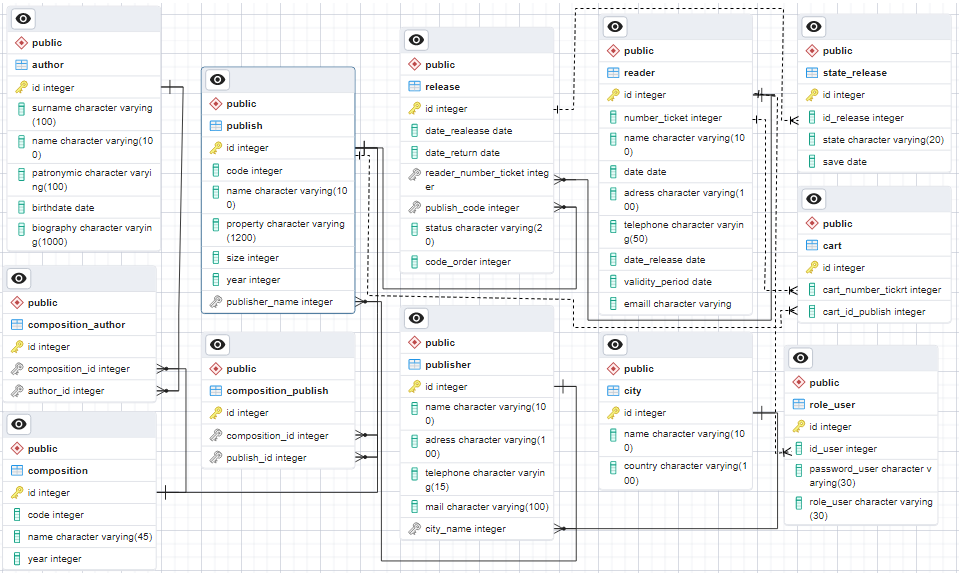 public
author
id integer
surname character varying
(100)
name character varying(10
0)
patronymic character varyi
ng(100)
birthdate date
biography character varyin
g(1000)
public
composition_author
id integer
composition_id integer
author_id integer
public
composition
id integer
code integer
name character varying(45)
year integer
public
publish
id integer
code integer
name character varying(10
0)
property character varying
(1200)
size integer
year integer
publisher_name integer
public
composition_publish
id integer
composition_id integer
publish_id integer
public
release
id integer
date_realease date
date_return date
reader_number_ticket integ
er
publish_code integer
status character varying(2
0)
code_order integer
public
publisher
id integer
name character varying(10
0)
adress character varying(1
00)
telephone character varyin
g(15)
mail character varying(100)
city_name integer
public
reader
id integer
number_ticket integer
name character varying(10
0)
date date
adress character varying(1
00)
telephone character varyin
g(50)
date_release date
validity_period date
emaill character varying
public
city
id integer
name character varying(10
0)
country character varying(1
00)
public
state_release
id integer
id_release integer
state character varying(20)
save date
public
cart
id integer
cart_number_tickrt integer
cart_id_publish integer
public
role_user
id integer
id_user integer
password_user character v
arying(30)
role_user character varying
(30)